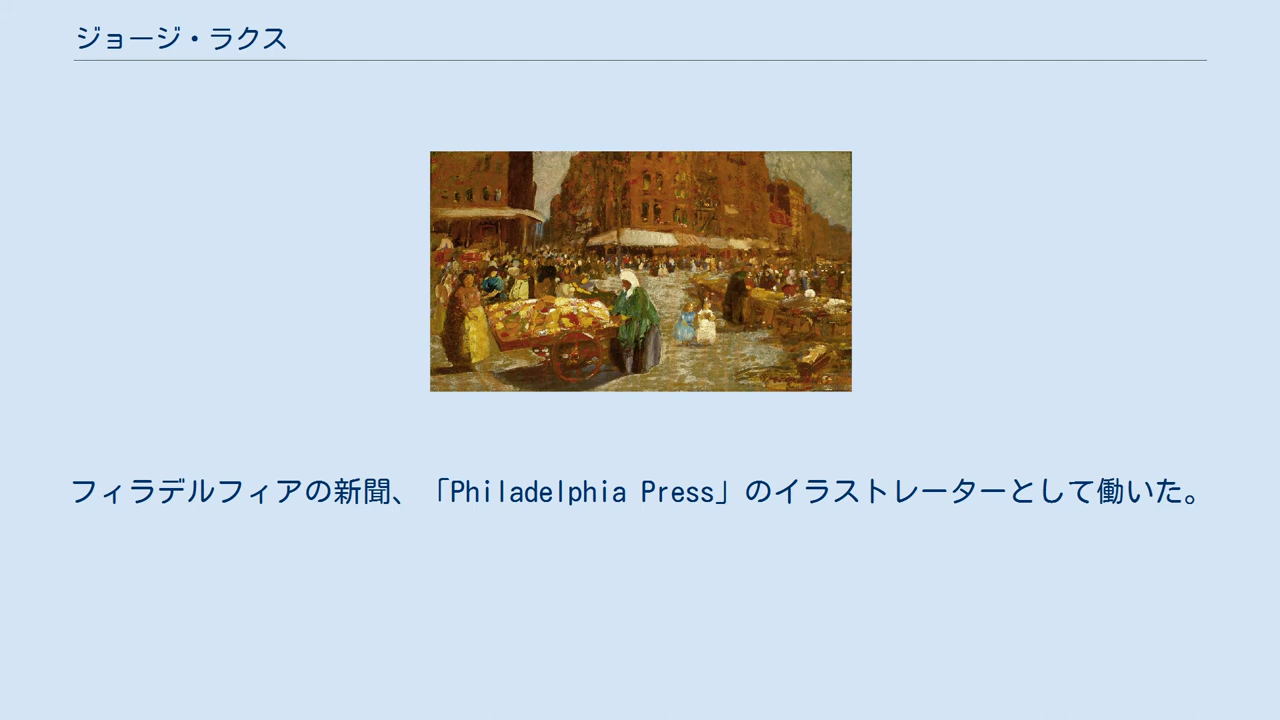 ジョージ・ラクス
フィラデルフィアの新聞、「Philadelphia Press」のイラストレーターとして働いた。